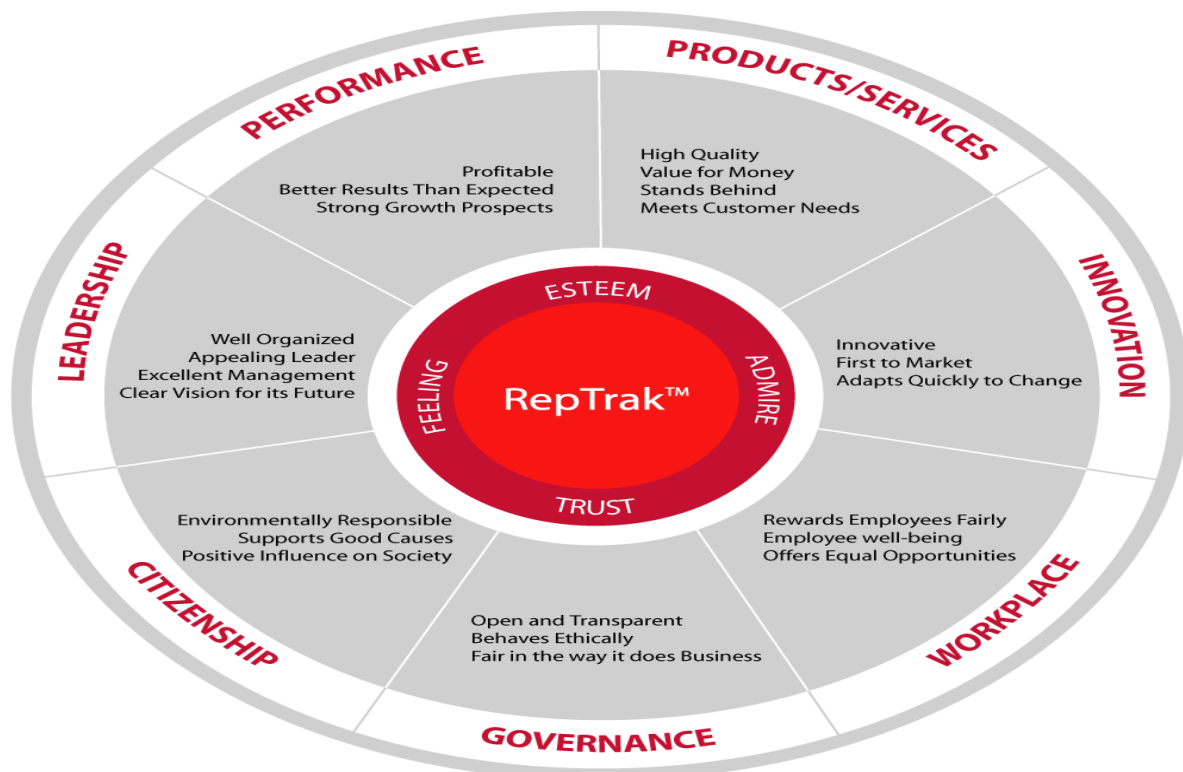 PERFORMANCE
Profitable
Better Results Than Expected
Strong Growth Prospects
PRODUCTS/SERVICES
High Quality
Value for Money
Stands Behind
Meets Customer Needs
INNOVATION
Innovative
First to Market
Adapts Quickly to Change
WORKPLACE
Rewards Employees Fairly
Employee well-being
Offers Equal Opportunities
GOVERNANCE
Open and Transparent
Behaves Ethically
Fair in the way it does Business
CITIZENSHIP
Environmentally Responsible
Supports Good Causes
Positive Influence on Society
LEADERSHIP
Well Organized
Appealing Leader
Excellent Management
Clear Vision for its Future
ESTEEM
ADMIRE
TRUST
FEELING
RepTrak™